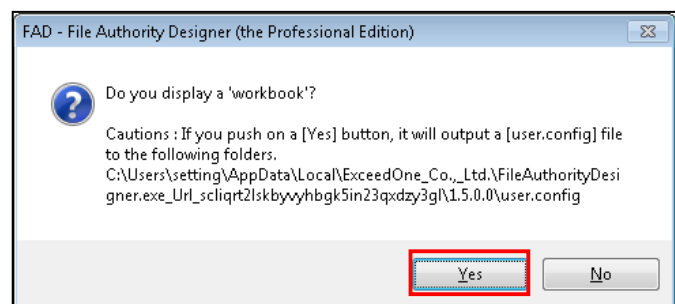 FAD - File Authority Designer (the Professional Edition)
Do you display a 'workbook'?
Cautions : If you push on a [Yes] button, it will output a [user.config] file
to the following folders.
C:\Users\setting\AppData\Local\ExceedOne_Co.,_Ltd.\FileAuthorityDesi
gner.exe_Url_scliqrt2lskbyvyhbgk5in23qxdzy3gl\1.5.0.0\user.config
Yes
No